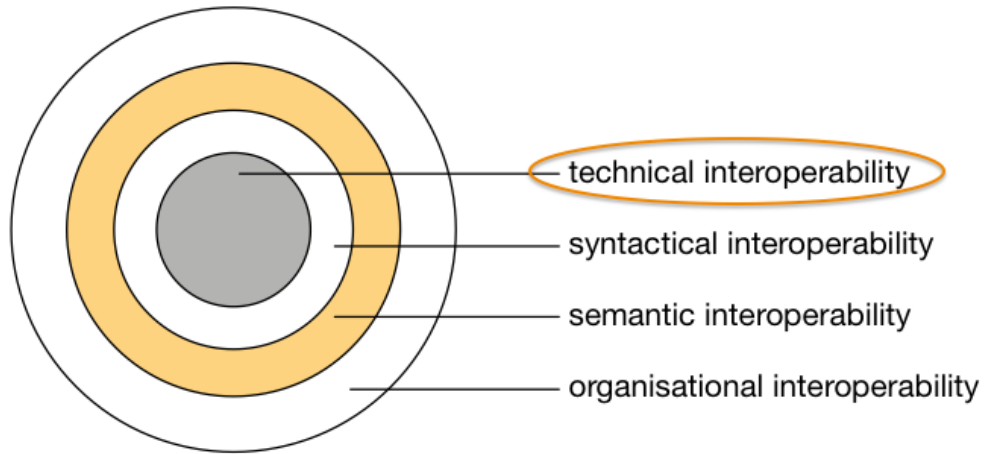 technical interoperability
syntactical interoperability
semantic interoperability
organisational interoperability